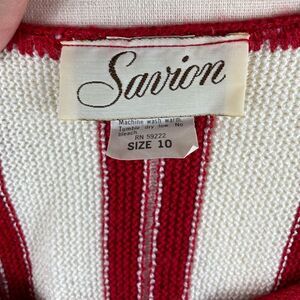 Savion
Machine wash warm.
Tumble dry low No
bleach.
RN 59222
SIZE 10